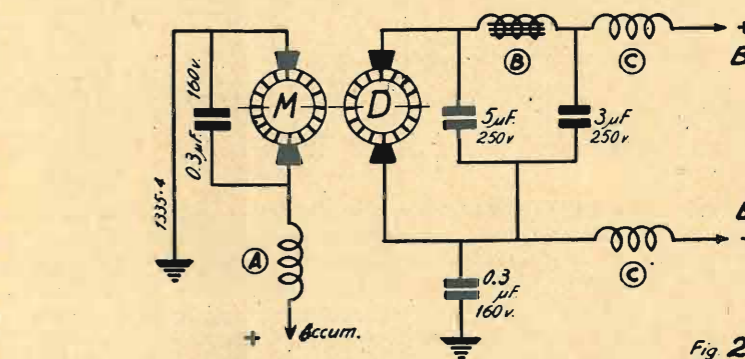 0.3µF. 160v.
1335.4
M
D
5µF.
250v
B
3µF
250v.
C
+
A
+ Accum.
0.3
µF.
160v.
C
-
Fig. 2